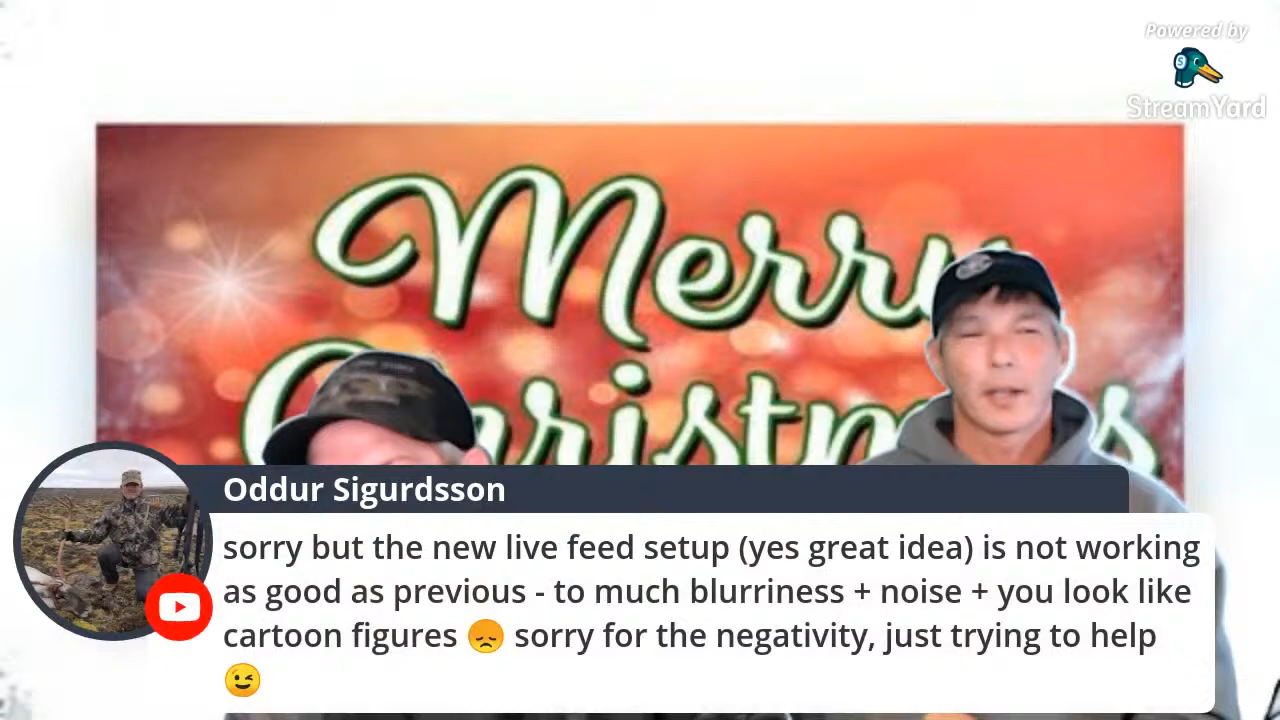 Powered by
StreamYard
Merry
Christmas
Oddur Sigurdsson
sorry but the new live feed setup (yes great idea) is not working
as good as previous - to much blurriness + noise + you look like
cartoon figures 😞 sorry for the negativity, just trying to help
😉